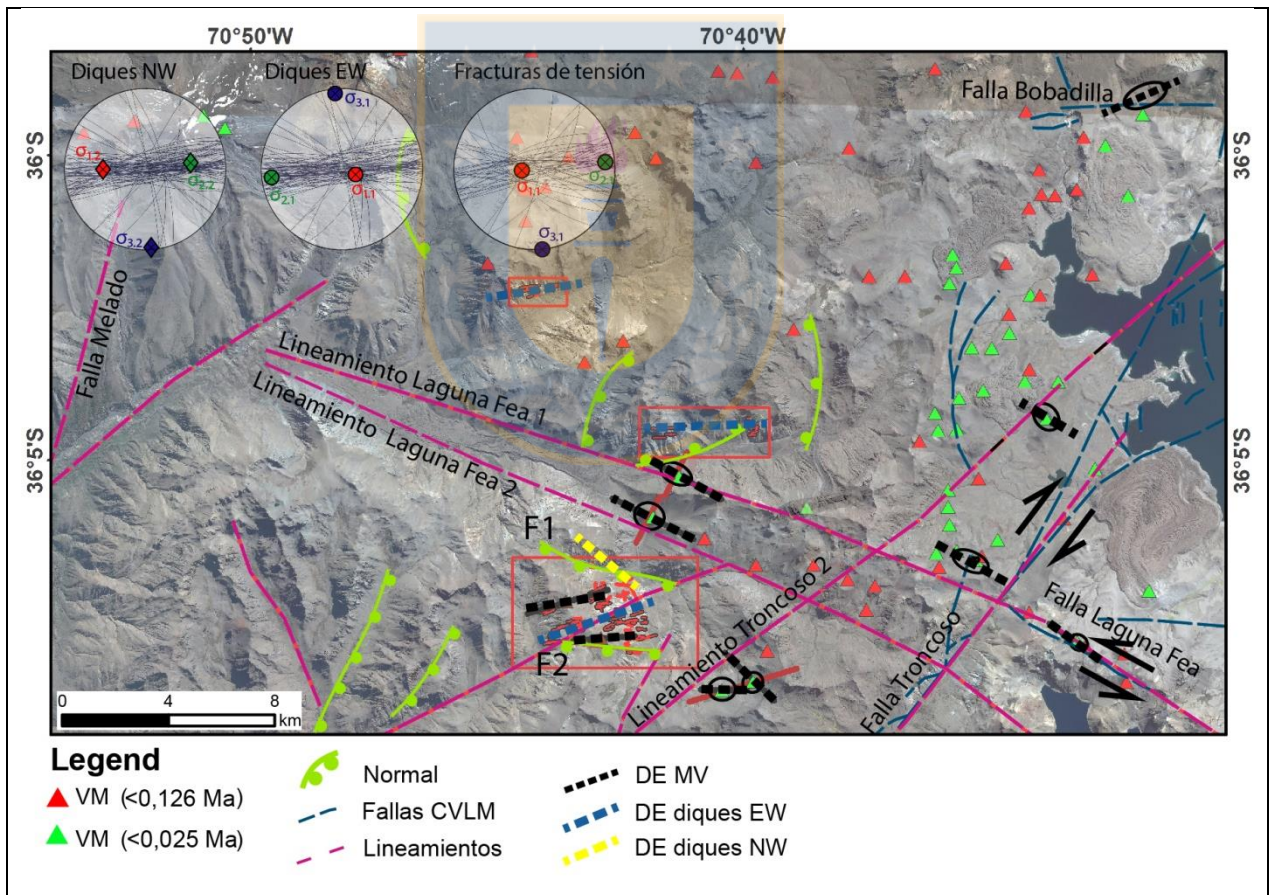 70°50'W
70°40'W
Diques NW
Diques EW
Fracturas de tensión
Falla Bobadilla
σ3.1
σ1.2
σ2.2
σ3.2
σ2.1
σ1.1
σ1.1
σ2.1
σ3.1
36°S
36°S
Falla Melado
Lineamiento Laguna Fea 1
Lineamiento Laguna Fea 2
36°5'S
36°5'S
F1
F2
Lineamiento Troncoso 2
Falla Troncoso
Falla Laguna Fea
0 4 8
km
Legend
VM (<0,126 Ma)
VM (<0,025 Ma)
Normal
Fallas CVLM
Lineamientos
DE MV
DE diques EW
DE diques NW